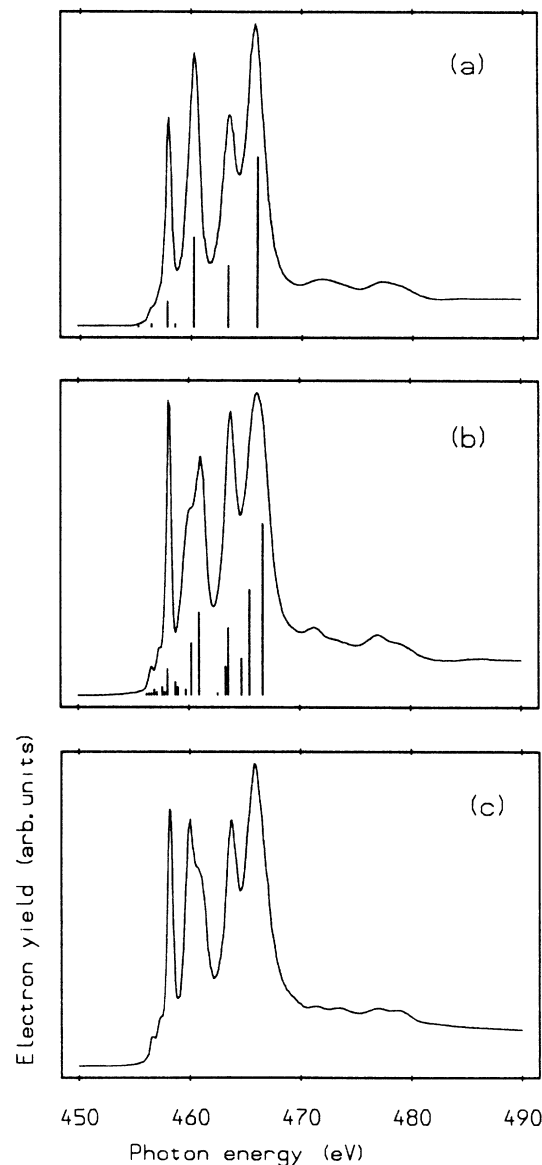 (a)
(b)
(c)
Electron yield (arb.units)
450 460 470 480 490
Photon energy (eV)